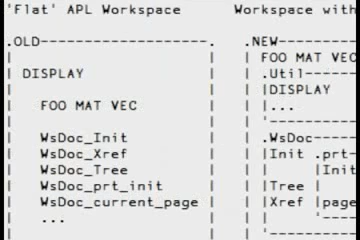 'Flat' APL Workspace    Workspace with
.OLD-------------------.   .NEW-----------
|                      |   | FOO MAT VEC
|                      |   | .Util------
| DISPLAY              |   | |DISPLAY
|                      |   | |...
|   FOO MAT VEC        |   | '----------
|                      |   |
|   WsDoc_Init         |   | .WsDoc-----
|   WsDoc_Xref         |   | |Init .prt-
|   WsDoc_Tree         |   | |     |Init
|   WsDoc_prt_init     |   | |Tree |
|   WsDoc_current_page |   | |Xref |page
|   ...                |   | |     '----
|                      |   | '----------